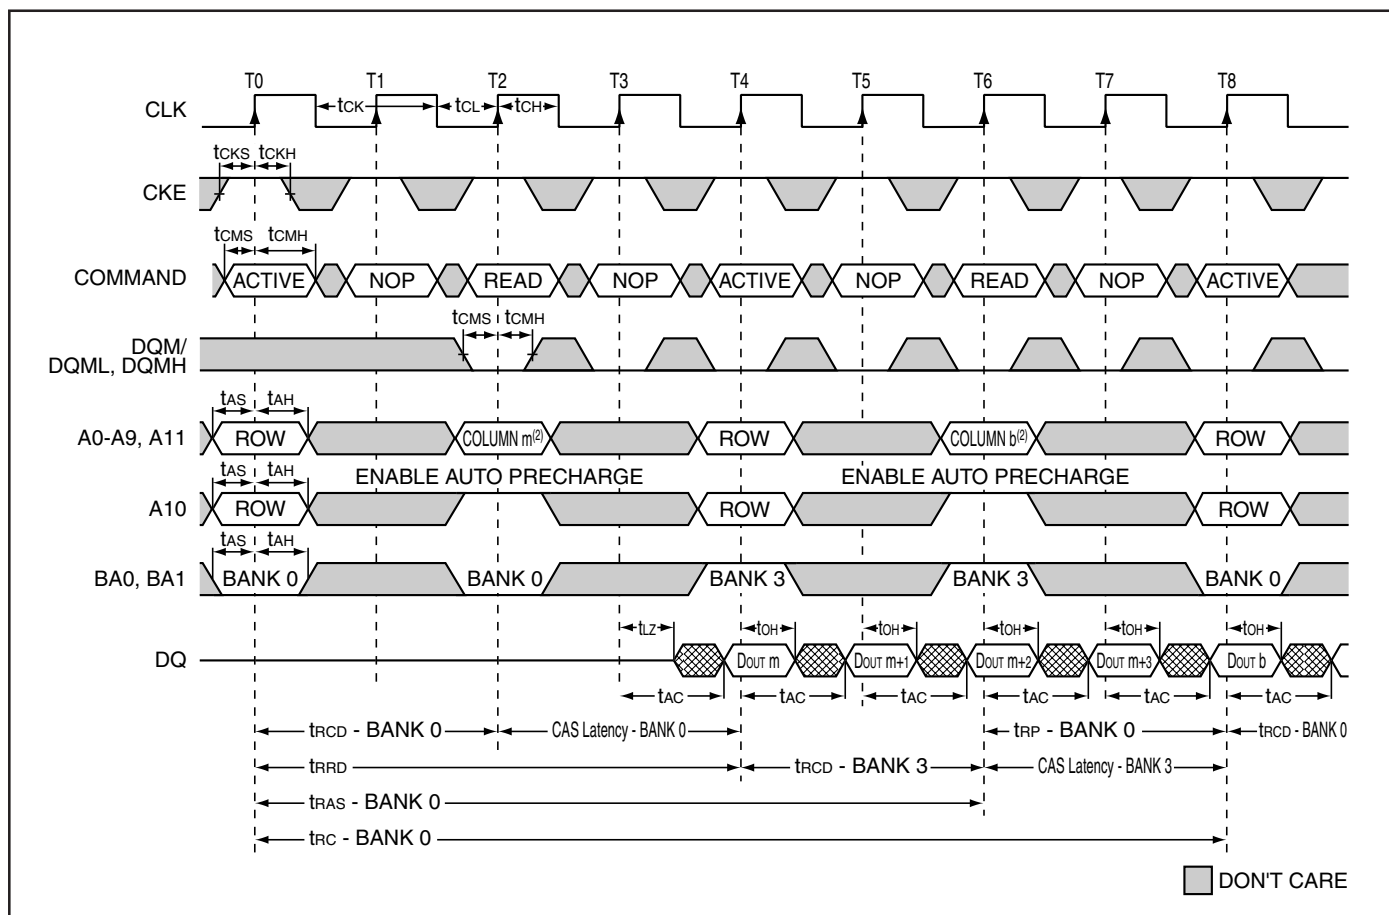 T0 T1 T2 T3 T4 T5 T6 T7 T8
CLK tCK tCL tCH
tCKS tCKH
CKE
tCMS tCMH
COMMAND ACTIVE NOP READ NOP ACTIVE NOP READ NOP ACTIVE
tCMS tCMH
DQM/
DQML, DQMH
tAS tAH
A0-A9, A11 ROW COLUMN m(2) ROW COLUMN b(2) ROW
tAS tAH ENABLE AUTO PRECHARGE ENABLE AUTO PRECHARGE
A10 ROW ROW ROW
tAS tAH
BA0, BA1 BANK 0 BANK 0 BANK 3 BANK 3 BANK 0
tLZ tOH tOH tOH tOH tOH
DQ DOUT m DOUT m+1 DOUT m+2 DOUT m+3 DOUT b
tAC tAC tAC tAC tAC tAC
tRCD - BANK 0 CAS Latency - BANK 0 tRP - BANK 0 tRCD - BANK 0
tRRD tRCD - BANK 3 CAS Latency - BANK 3
tRAS - BANK 0
tRC - BANK 0
DON'T CARE